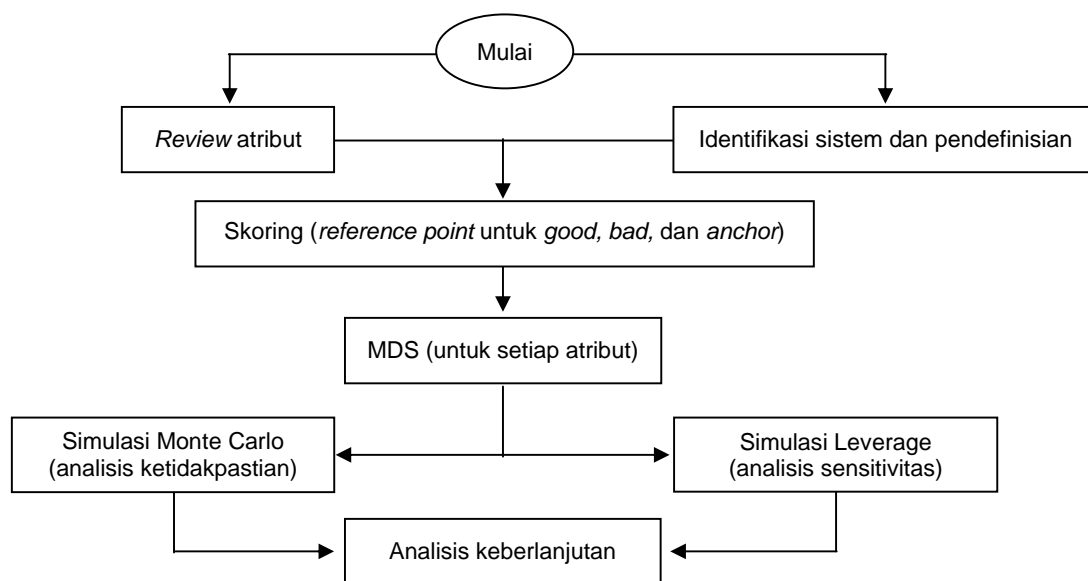 Mulai
Review atribut
Identifikasi sistem dan pendefinisian
Skoring (reference point untuk good, bad, dan anchor)
MDS (untuk setiap atribut)
Simulasi Monte Carlo
(analisis ketidakpastian)
Simulasi Leverage
(analisis sensitivitas)
Analisis keberlanjutan